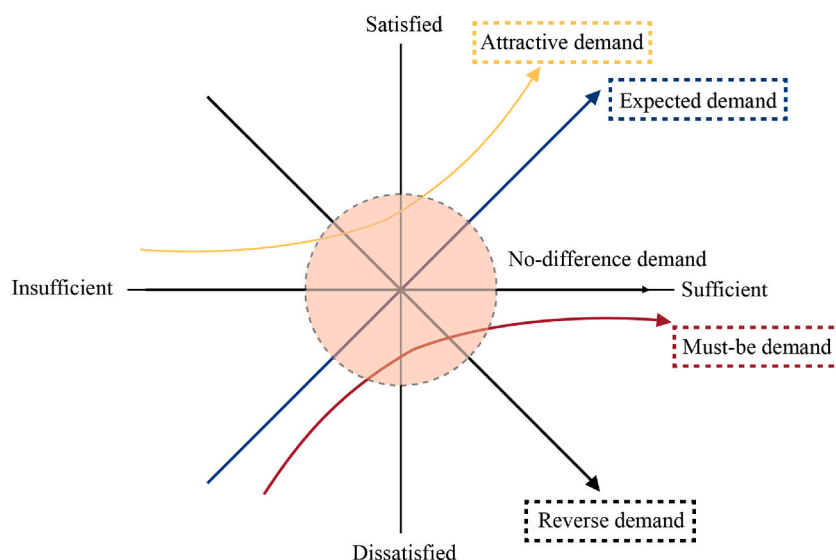 Satisfied
Attractive demand
Expected demand
No-difference demand
Insufficient
Sufficient
Must-be demand
Reverse demand
Dissatisfied